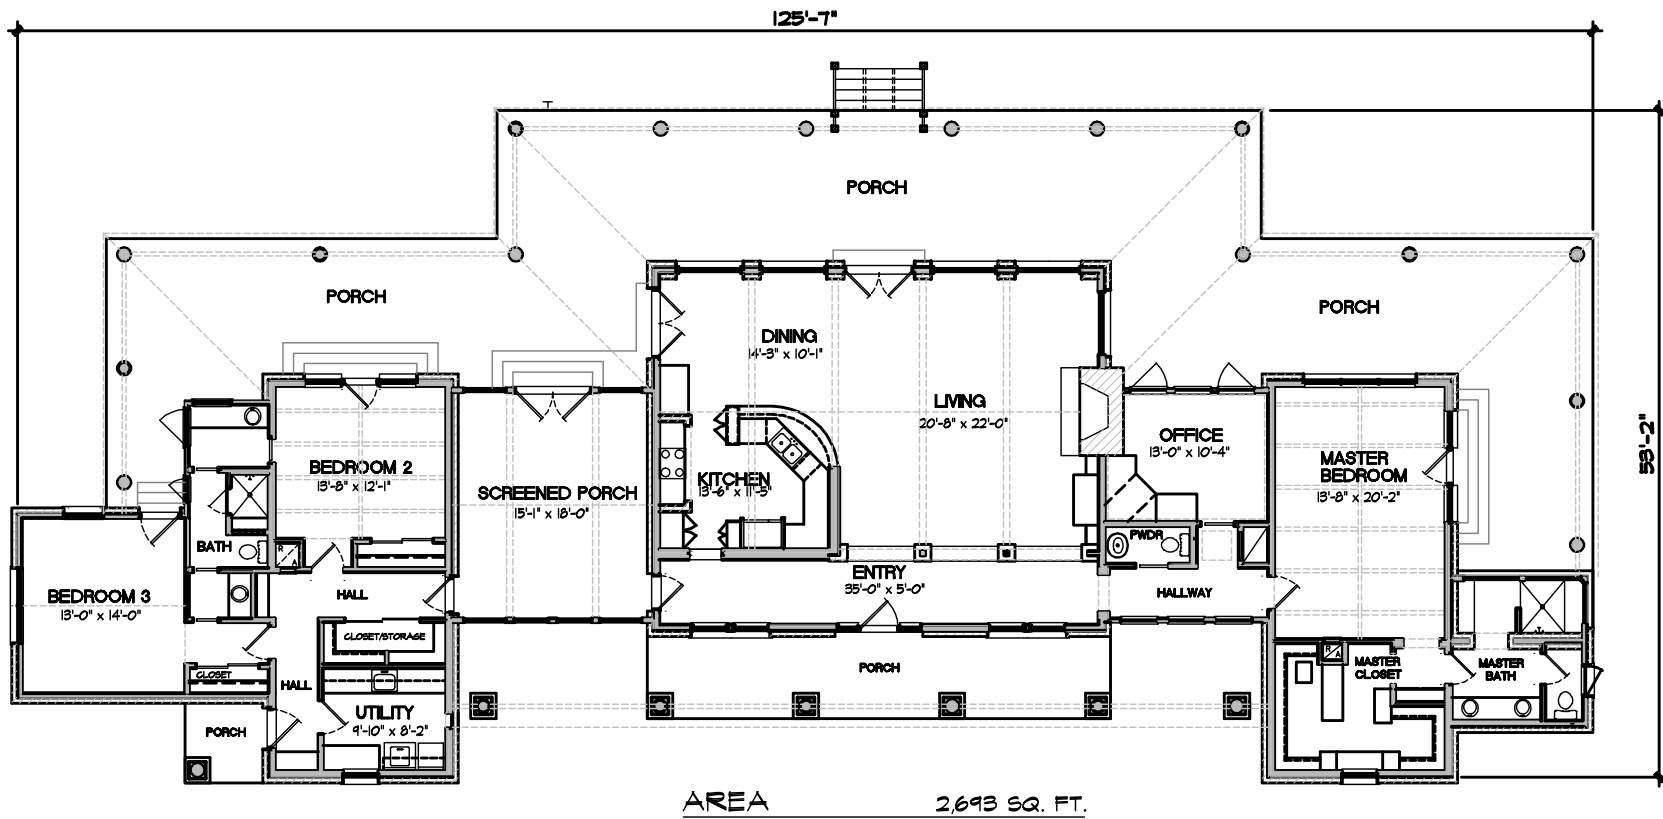 125'-7"
PORCH
PORCH
PORCH
DINING
14'-3" x 10'-1"
LIVING
20'-8" x 22'-0"
OFFICE
13'-0" x 10'-4"
53'-2"
MASTER
BEDROOM
13'-8" x 20'-2"
BEDROOM 2
13'-8" x 12'-1"
SCREENED PORCH
15'-1" x 18'-0"
KITCHEN
13'-6" x 11'-5"
BATH
R
A
PWDR
ENTRY
35'-0" x 5'-0"
HALLWAY
BEDROOM 3
13'-0" x 14'-0"
HALL
CLOSET/STORAGE
CLOSET
HALL
PORCH
R
A
MASTER
CLOSET
MASTER
BATH
UTILITY
9'-10" x 8'-2"
PORCH
AREA 2,693 SQ. FT.